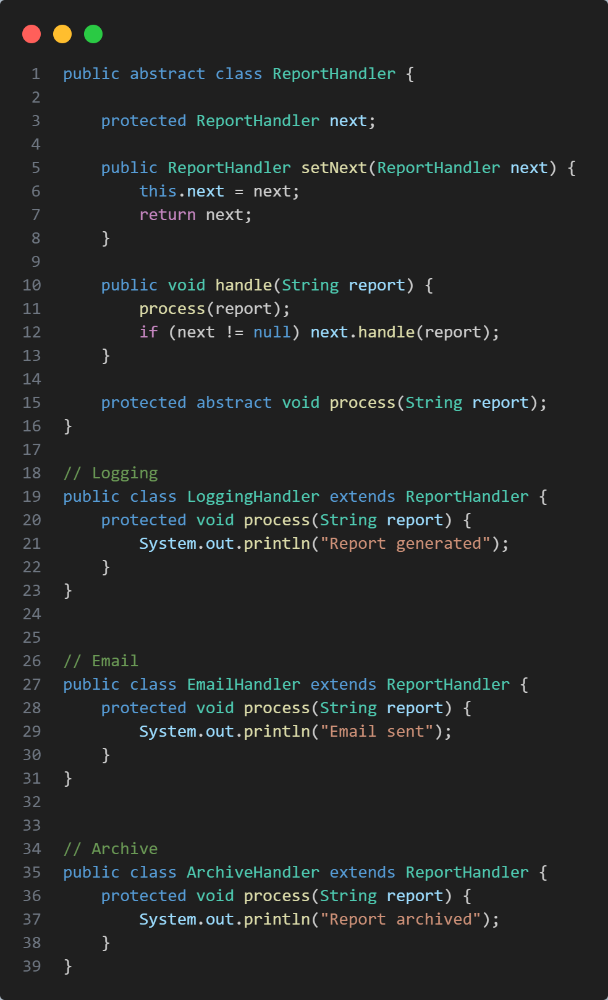 1 public abstract class ReportHandler {
2
3     protected ReportHandler next;
4
5     public ReportHandler setNext(ReportHandler next) {
6         this.next = next;
7         return next;
8     }
9
10     public void handle(String report) {
11         process(report);
12         if (next != null) next.handle(report);
13     }
14
15     protected abstract void process(String report);
16 }
17
18 // Logging
19 public class LoggingHandler extends ReportHandler {
20     protected void process(String report) {
21         System.out.println("Report generated");
22     }
23 }
24
25
26 // Email
27 public class EmailHandler extends ReportHandler {
28     protected void process(String report) {
29         System.out.println("Email sent");
30     }
31 }
32
33
34 // Archive
35 public class ArchiveHandler extends ReportHandler {
36     protected void process(String report) {
37         System.out.println("Report archived");
38     }
39 }